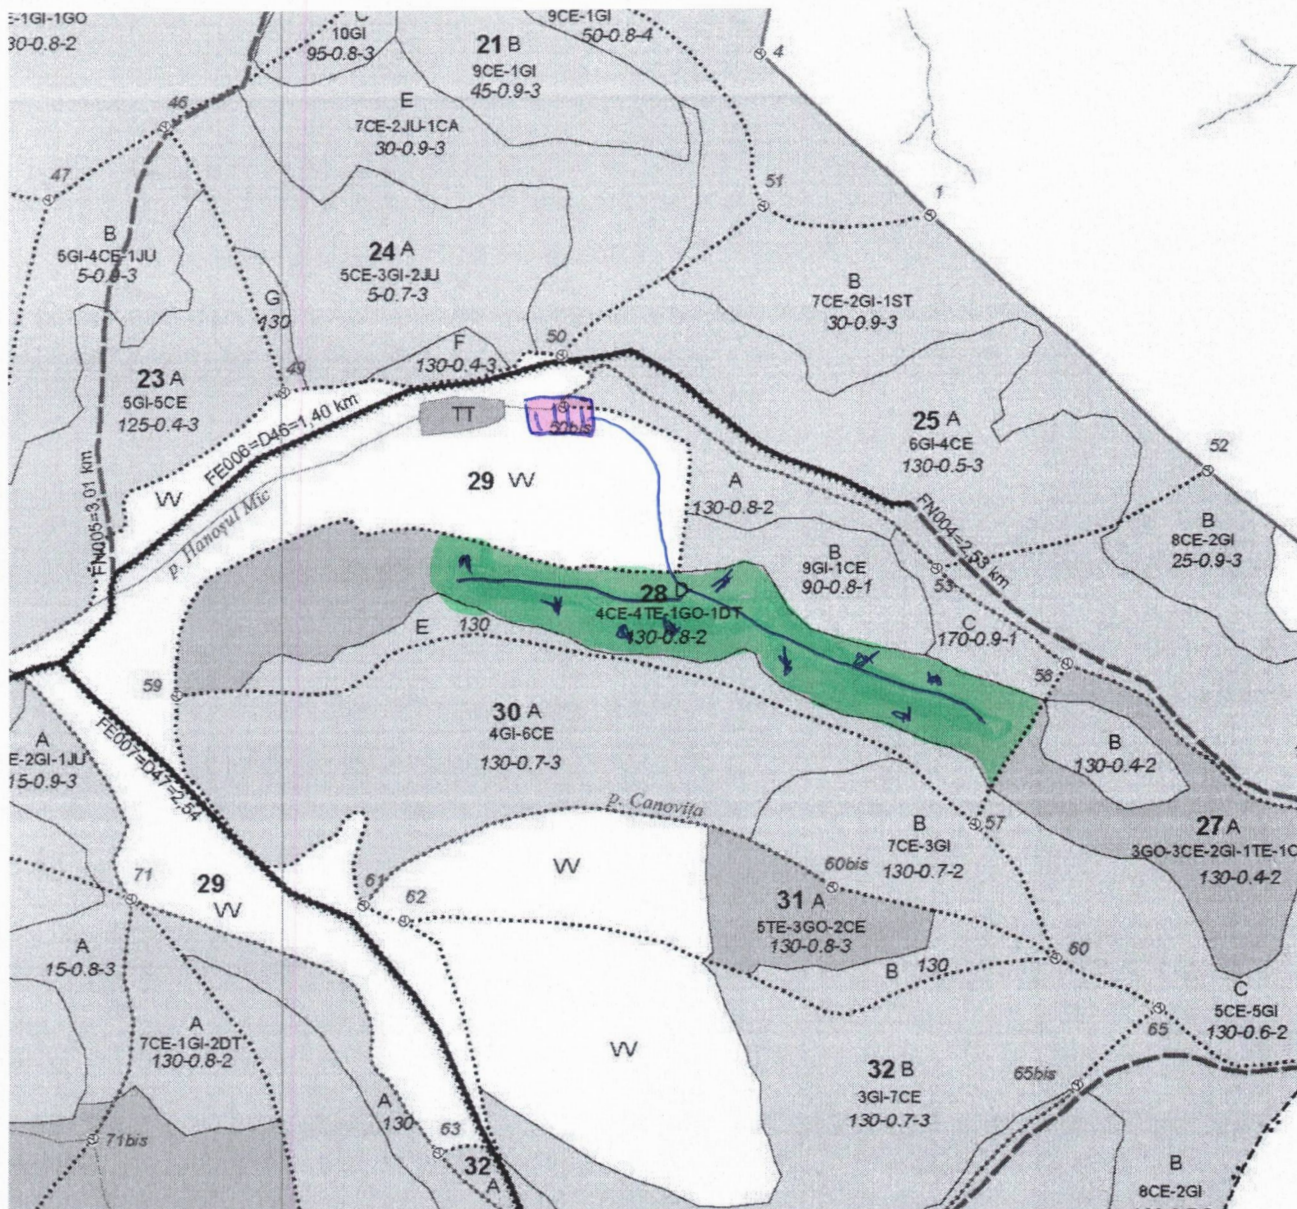 E-1GI-1GO
30-0.8-2
C
10GI
95-0.8-3
21 B
9CE-1GI
45-0.9-3
9CE-1GI
50-0.8-4
4
46
E
7CE-2JU-1CA
30-0.9-3
47
51
1
B
5GI-4CE-1JU
5-0.9-3
24 A
5CE-3GI-2JU
5-0.7-3
B
7CE-2GI-1ST
30-0.9-3
G
130
F
130-0.4-3
50
49
23 A
5GI-5CE
125-0.4-3
FE006=D46=1,40 km
TT
50bis
25 A
6GI-4CE
130-0.5-3
52
FN005=3,01 km
VV
p. Hanoșul Mic
29 VV
A
130-0.8-2
FN004=2,53 km
B
8CE-2GI
25-0.9-3
B
9GI-1CE
90-0.8-1
53
28 D
4CE-4TE-1GO-1DT
130-0.8-2
E
130
C
170-0.9-1
58
59
FE007=D47=2,54
30 A
4GI-6CE
130-0.7-3
A
E-2GI-1JU
15-0.9-3
B
130-0.4-2
p. Canovița
57
B
7CE-3GI
130-0.7-2
27 A
3GO-3CE-2GI-1TE-1C
130-0.4-2
71
29
VV
61
62
VV
60bis
31 A
5TE-3GO-2CE
130-0.8-3
B
130
60
A
15-0.8-3
C
5CE-5GI
130-0.6-2
65
A
7CE-1GI-2DT
130-0.8-2
VV
32 B
3GI-7CE
130-0.7-3
65bis
A
130
71bis
63
32
A
B
8CE-2GI